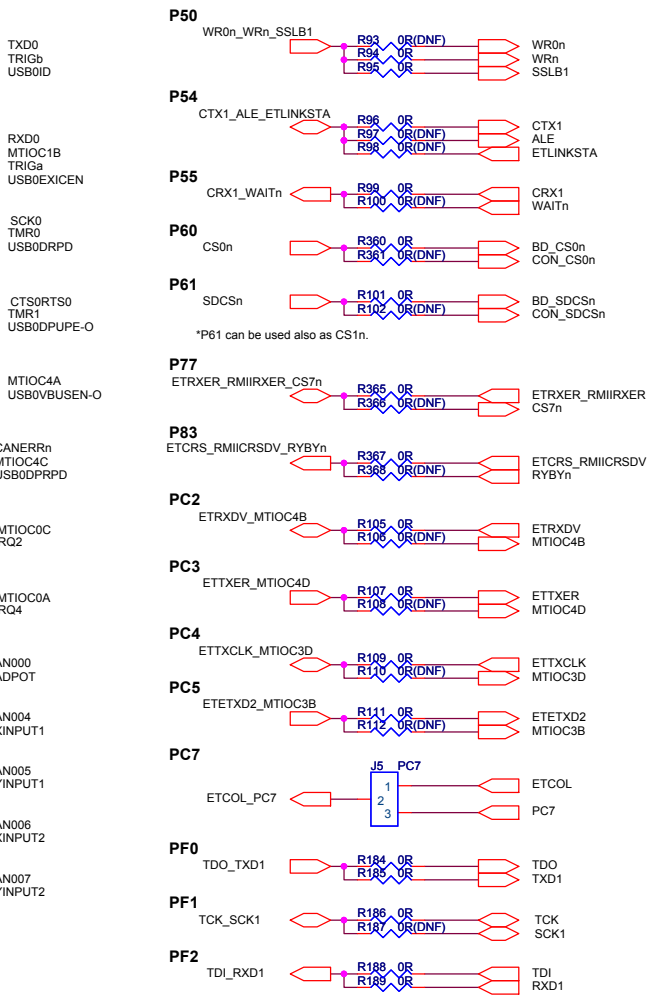 TXD0
TRIGb
USB0ID
RXD0
MTIOC1B
TRIGa
USB0EXICEN
SCK0
TMR0
USB0DRPD
CTS0RTS0
TMR1
USB0DPUPE-O
MTIOC4A
USB0VBUSEN-O
CANERRn
MTIOC4C
USB0DPRPD
MTIOC0C
RQ2
MTIOC0A
RQ4
AN000
ADPOT
AN004
XINPUT1
AN005
YINPUT1
AN006
XINPUT2
AN007
YINPUT2
P50
WR0n_WRn_SSLB1
R93 0R(DNF) WR0n
R94 WRn
R95 0R SSLB1
P54
CTX1_ALE_ETLINKSTA
R96 0R CTX1
R97 0R(DNF) ALE
R98 0R(DNF) ETLINKSTA
P55
CRX1_WAITn
R99 0R CRX1
R100 0R(DNF) WAITn
P60
CS0n
R360 0R BD_CS0n
R361 0R(DNF) CON_CS0n
P61
SDCSn
R101 0R BD_SDCSn
R102 0R(DNF) CON_SDCSn
*P61 can be used also as CS1n.
P77
ETRXER_RMIIRXER_CS7n
R365 0R ETRXER_RMIIRXER
R366 0R(DNF) CS7n
P83
ETCRS_RMIICRSDV_RYBYn
R367 0R ETCRS_RMIICRSDV
R368 0R(DNF) RYBYn
PC2
ETRXDV_MTIOC4B
R105 0R ETRXDV
R106 0R(DNF) MTIOC4B
PC3
ETTXER_MTIOC4D
R107 0R ETTXER
R108 0R(DNF) MTIOC4D
PC4
ETTXCLK_MTIOC3D
R109 0R ETTXCLK
R110 0R(DNF) MTIOC3D
PC5
ETETXD2_MTIOC3B
R111 0R ETETXD2
R112 0R(DNF) MTIOC3B
PC7
J5 PC7
ETCOL_PC7
1 ETCOL
2
3 PC7
PF0
TDO_TXD1
R184 0R TDO
R185 0R TXD1
PF1
TCK_SCK1
R186 0R TCK
R187 0R(DNF) SCK1
PF2
TDI_RXD1
R188 0R TDI
R189 0R RXD1